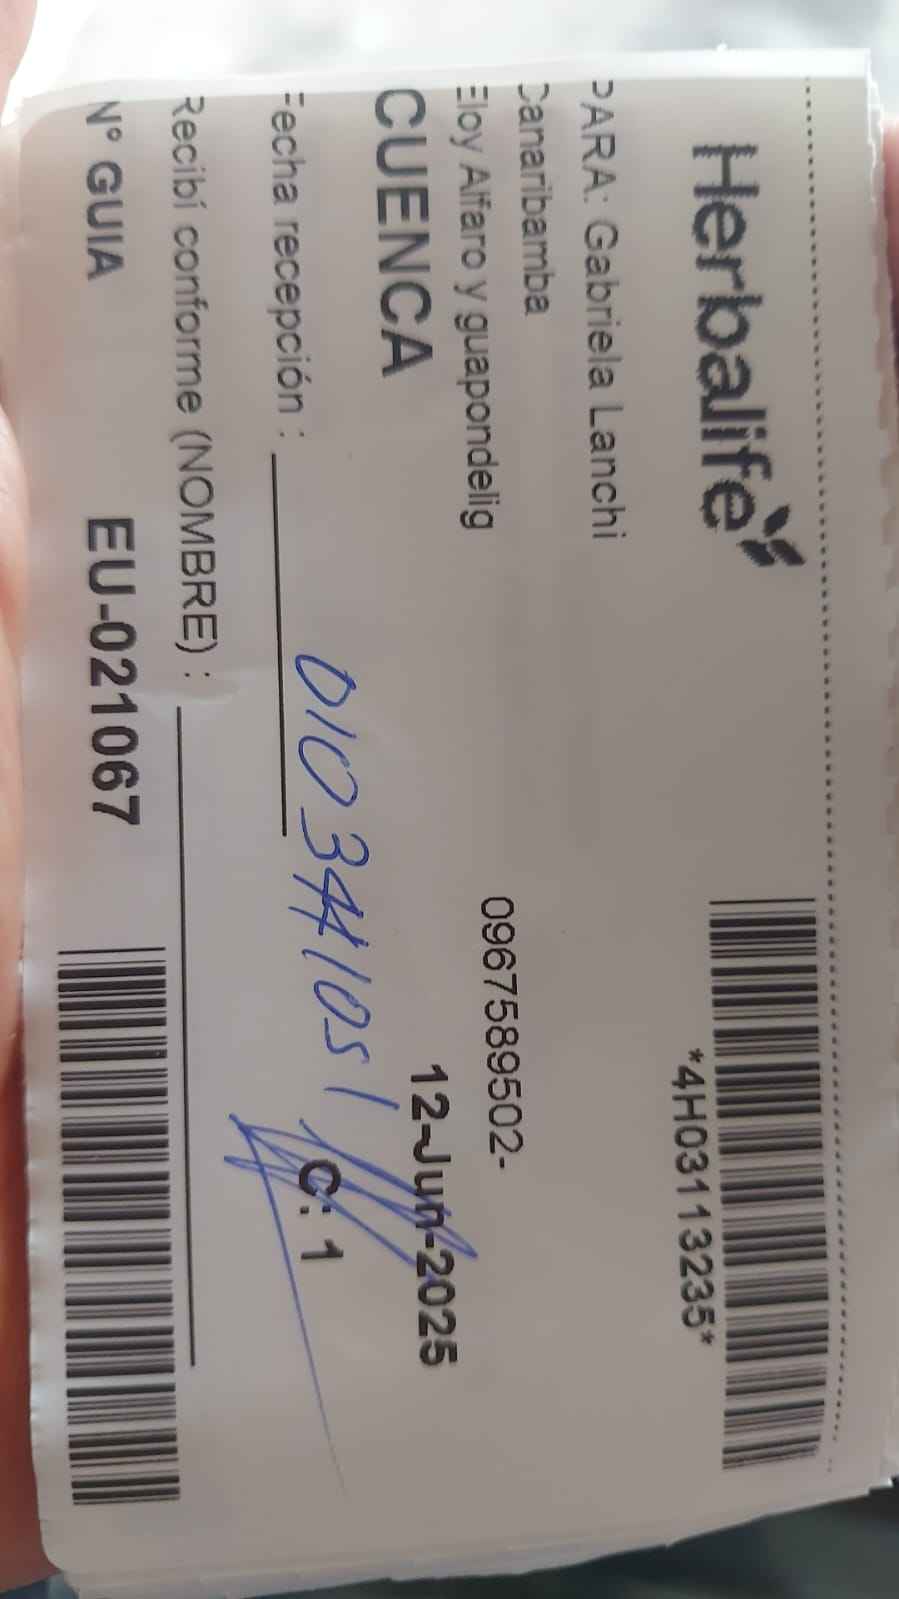 Herbalife
*4H03113235*
PARA: Gabriela Lanchi
Canaribamba
Eloy Alfaro y guapondelig
0967589502-
CUENCA
12-Jun-2025
Fecha recepción :
0103441051
C: 1
Recibí conforme (NOMBRE) :
N° GUIA
EU-021067